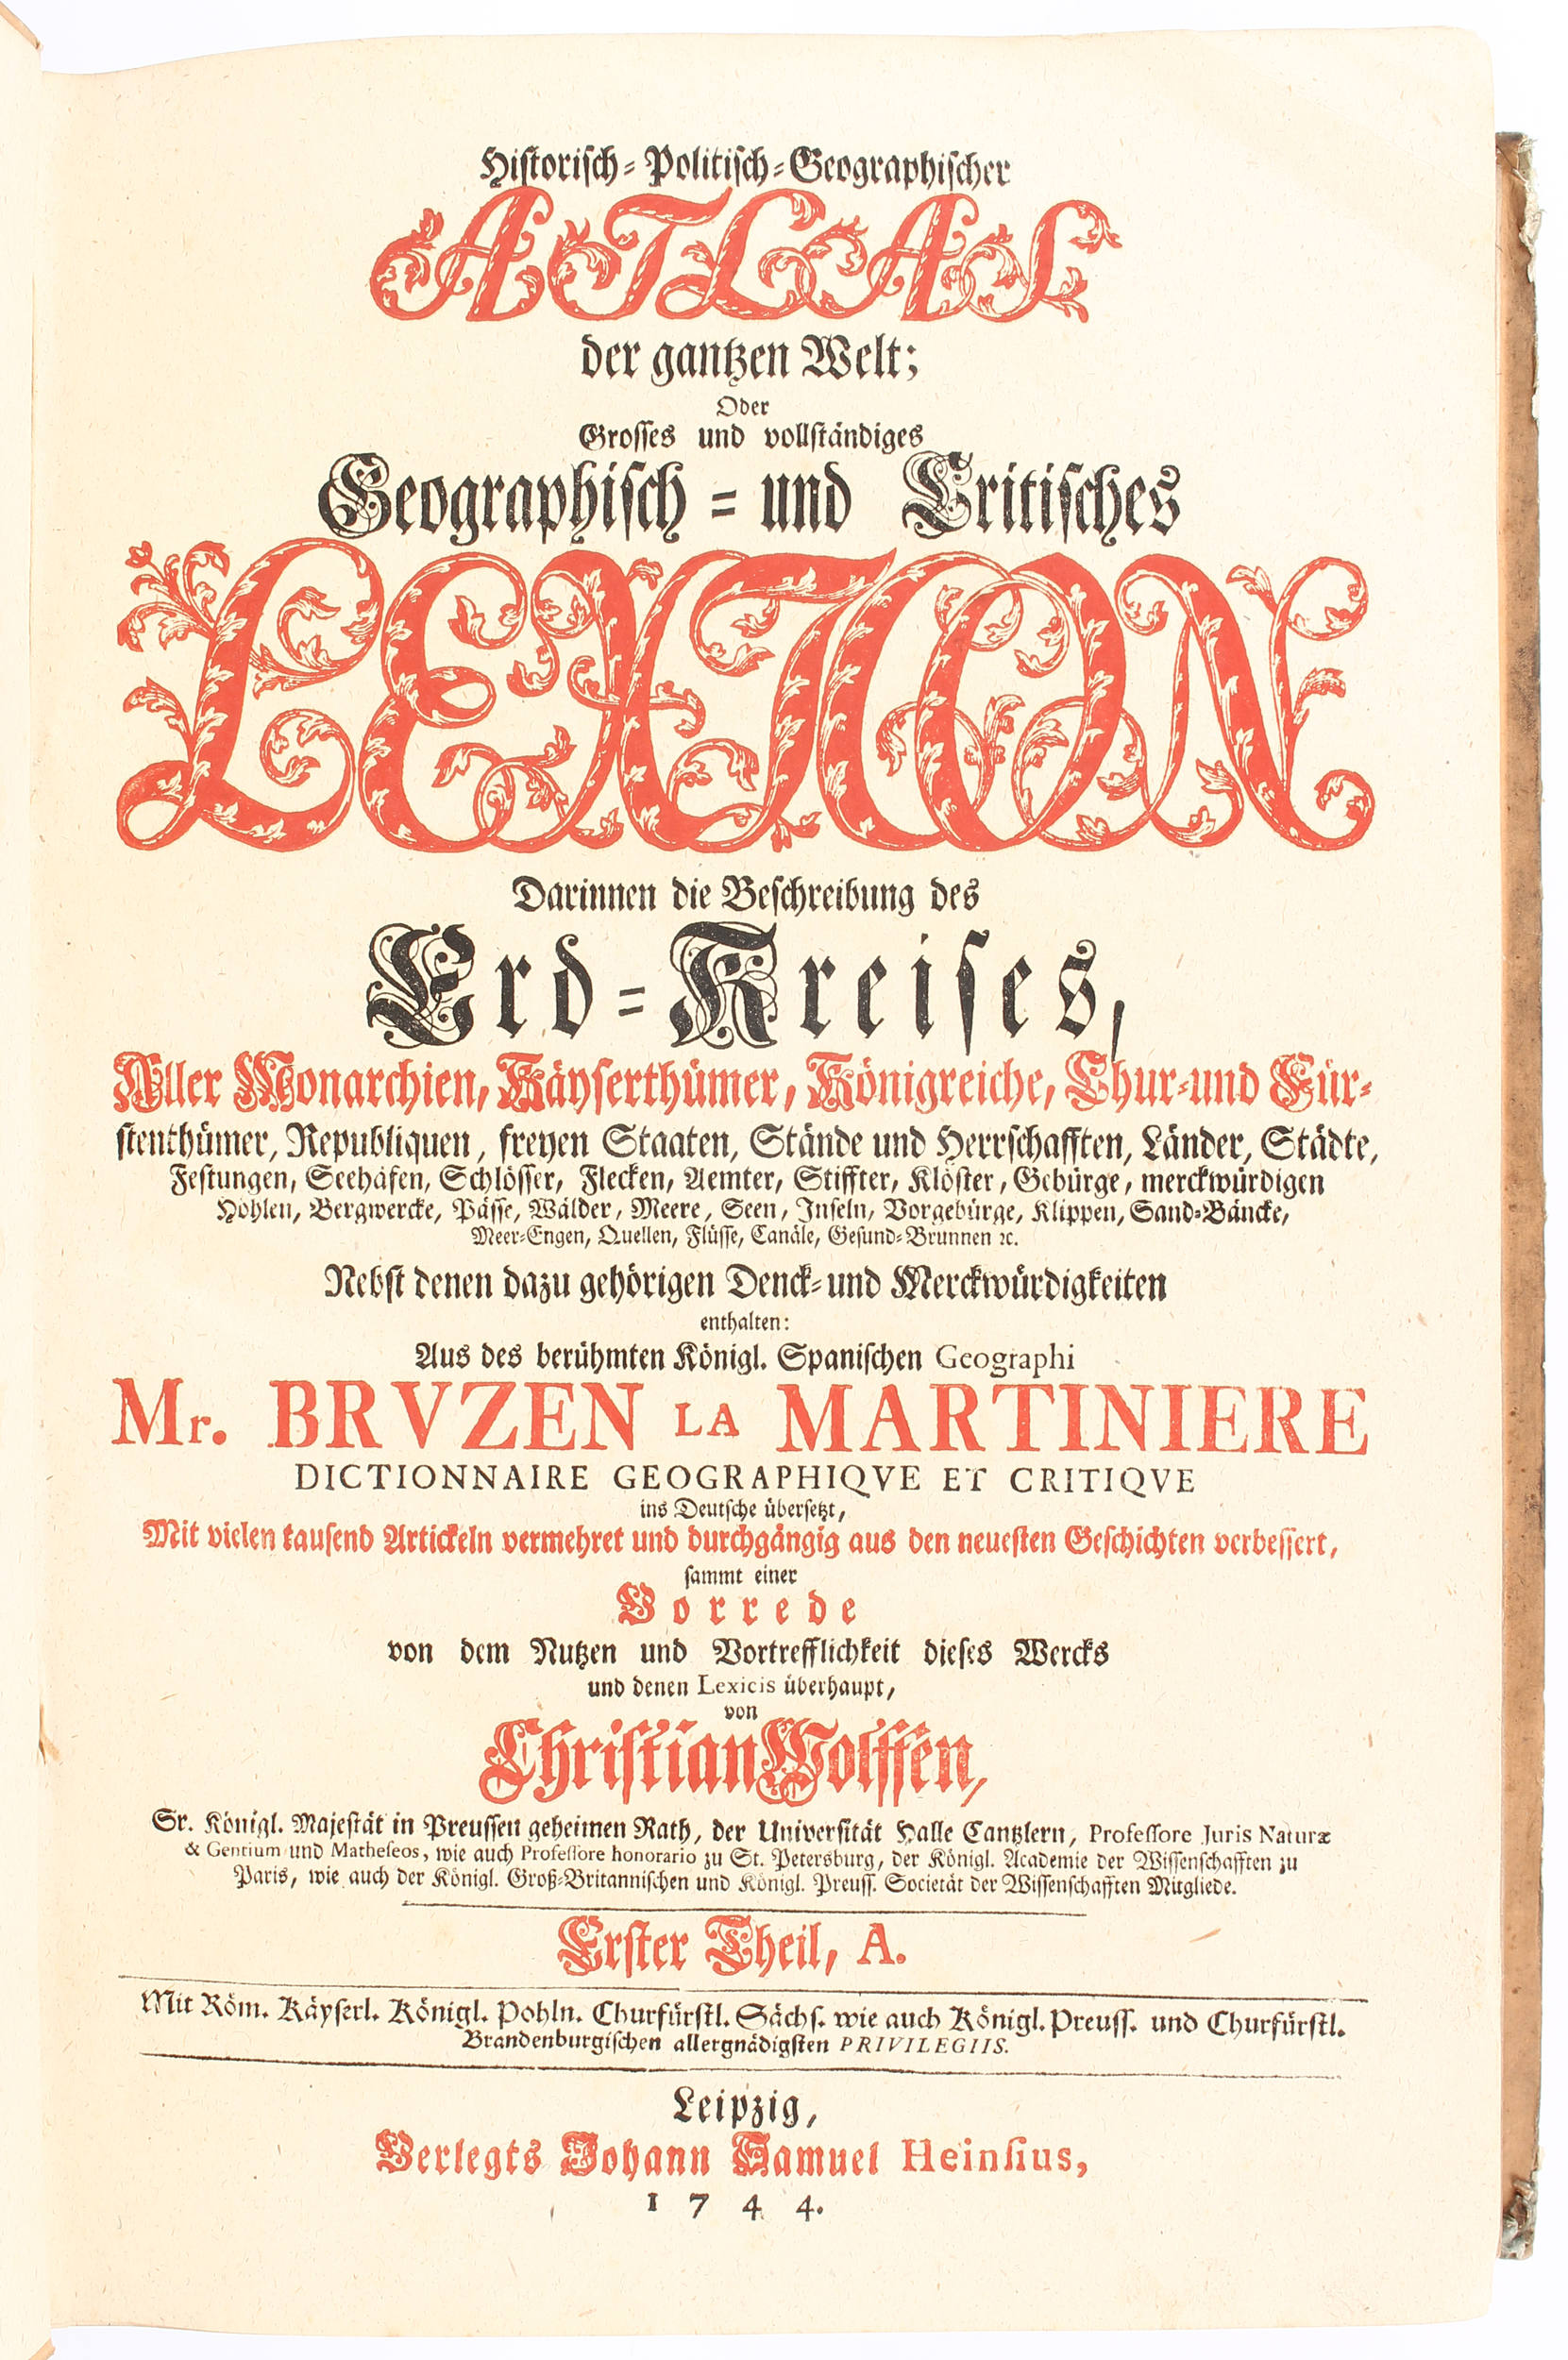 Historisch-Politisch-Geographischer
ATLAS
der gantzen Welt;
Oder
Grosses und vollständiges
Geographisch-und Critisches
LEXICON
Darinnen die Beschreibung des
Erd-Kreises,
Aller Monarchien, Käyserthümer, Königreiche, Chur-und Für-
stenthümer, Republiquen, freyen Staaten, Stände und Herrschafften, Länder, Städte,
Festungen, Seehäfen, Schlösser, Flecken, Aemter, Stiffter, Klöster, Gebürge, merckwürdigen
Höhlen, Bergwercke, Pässe, Wälder, Meere, Seen, Inseln, Vorgebürge, Klippen, Sand-Bäncke,
Meer-Engen, Quellen, Flüsse, Canäle, Gesund-Brunnen ꝛc.
Nebst denen dazu gehörigen Denck-und Merckwürdigkeiten
enthalten:
Aus des berühmten Königl. Spanischen Geographi
Mr. BRVZEN LA MARTINIERE
DICTIONNAIRE GEOGRAPHIQVE ET CRITIQVE
ins Deutsche übersetzt,
Mit vielen tausend Artickeln vermehret und durchgängig aus den neuesten Geschichten verbessert,
sammt einer
Vorrede
von dem Nutzen und Vortrefflichkeit dieses Wercks
und denen Lexicis überhaupt,
von
Christian Wolffen,
Sr. Königl. Majestät in Preussen geheimen Rath, der Universität Halle Cantzlern, Professore Juris Naturæ
& Gentium und Matheseos, wie auch Professore honorario zu St. Petersburg, der Königl. Academie der Wissenschafften zu
Paris, wie auch der Königl. Groß-Britannischen und Königl. Preuss. Societät der Wissenschafften Mitgliede.
Erster Theil, A.
Mit Röm. Käyserl. Königl. Pohln. Churfürstl. Sächs. wie auch Königl. Preuss. und Churfürstl.
Brandenburgischen allergnädigsten PRIVILEGIIS.
Leipzig,
Verlegts Johann Samuel Heinsius,
1744.